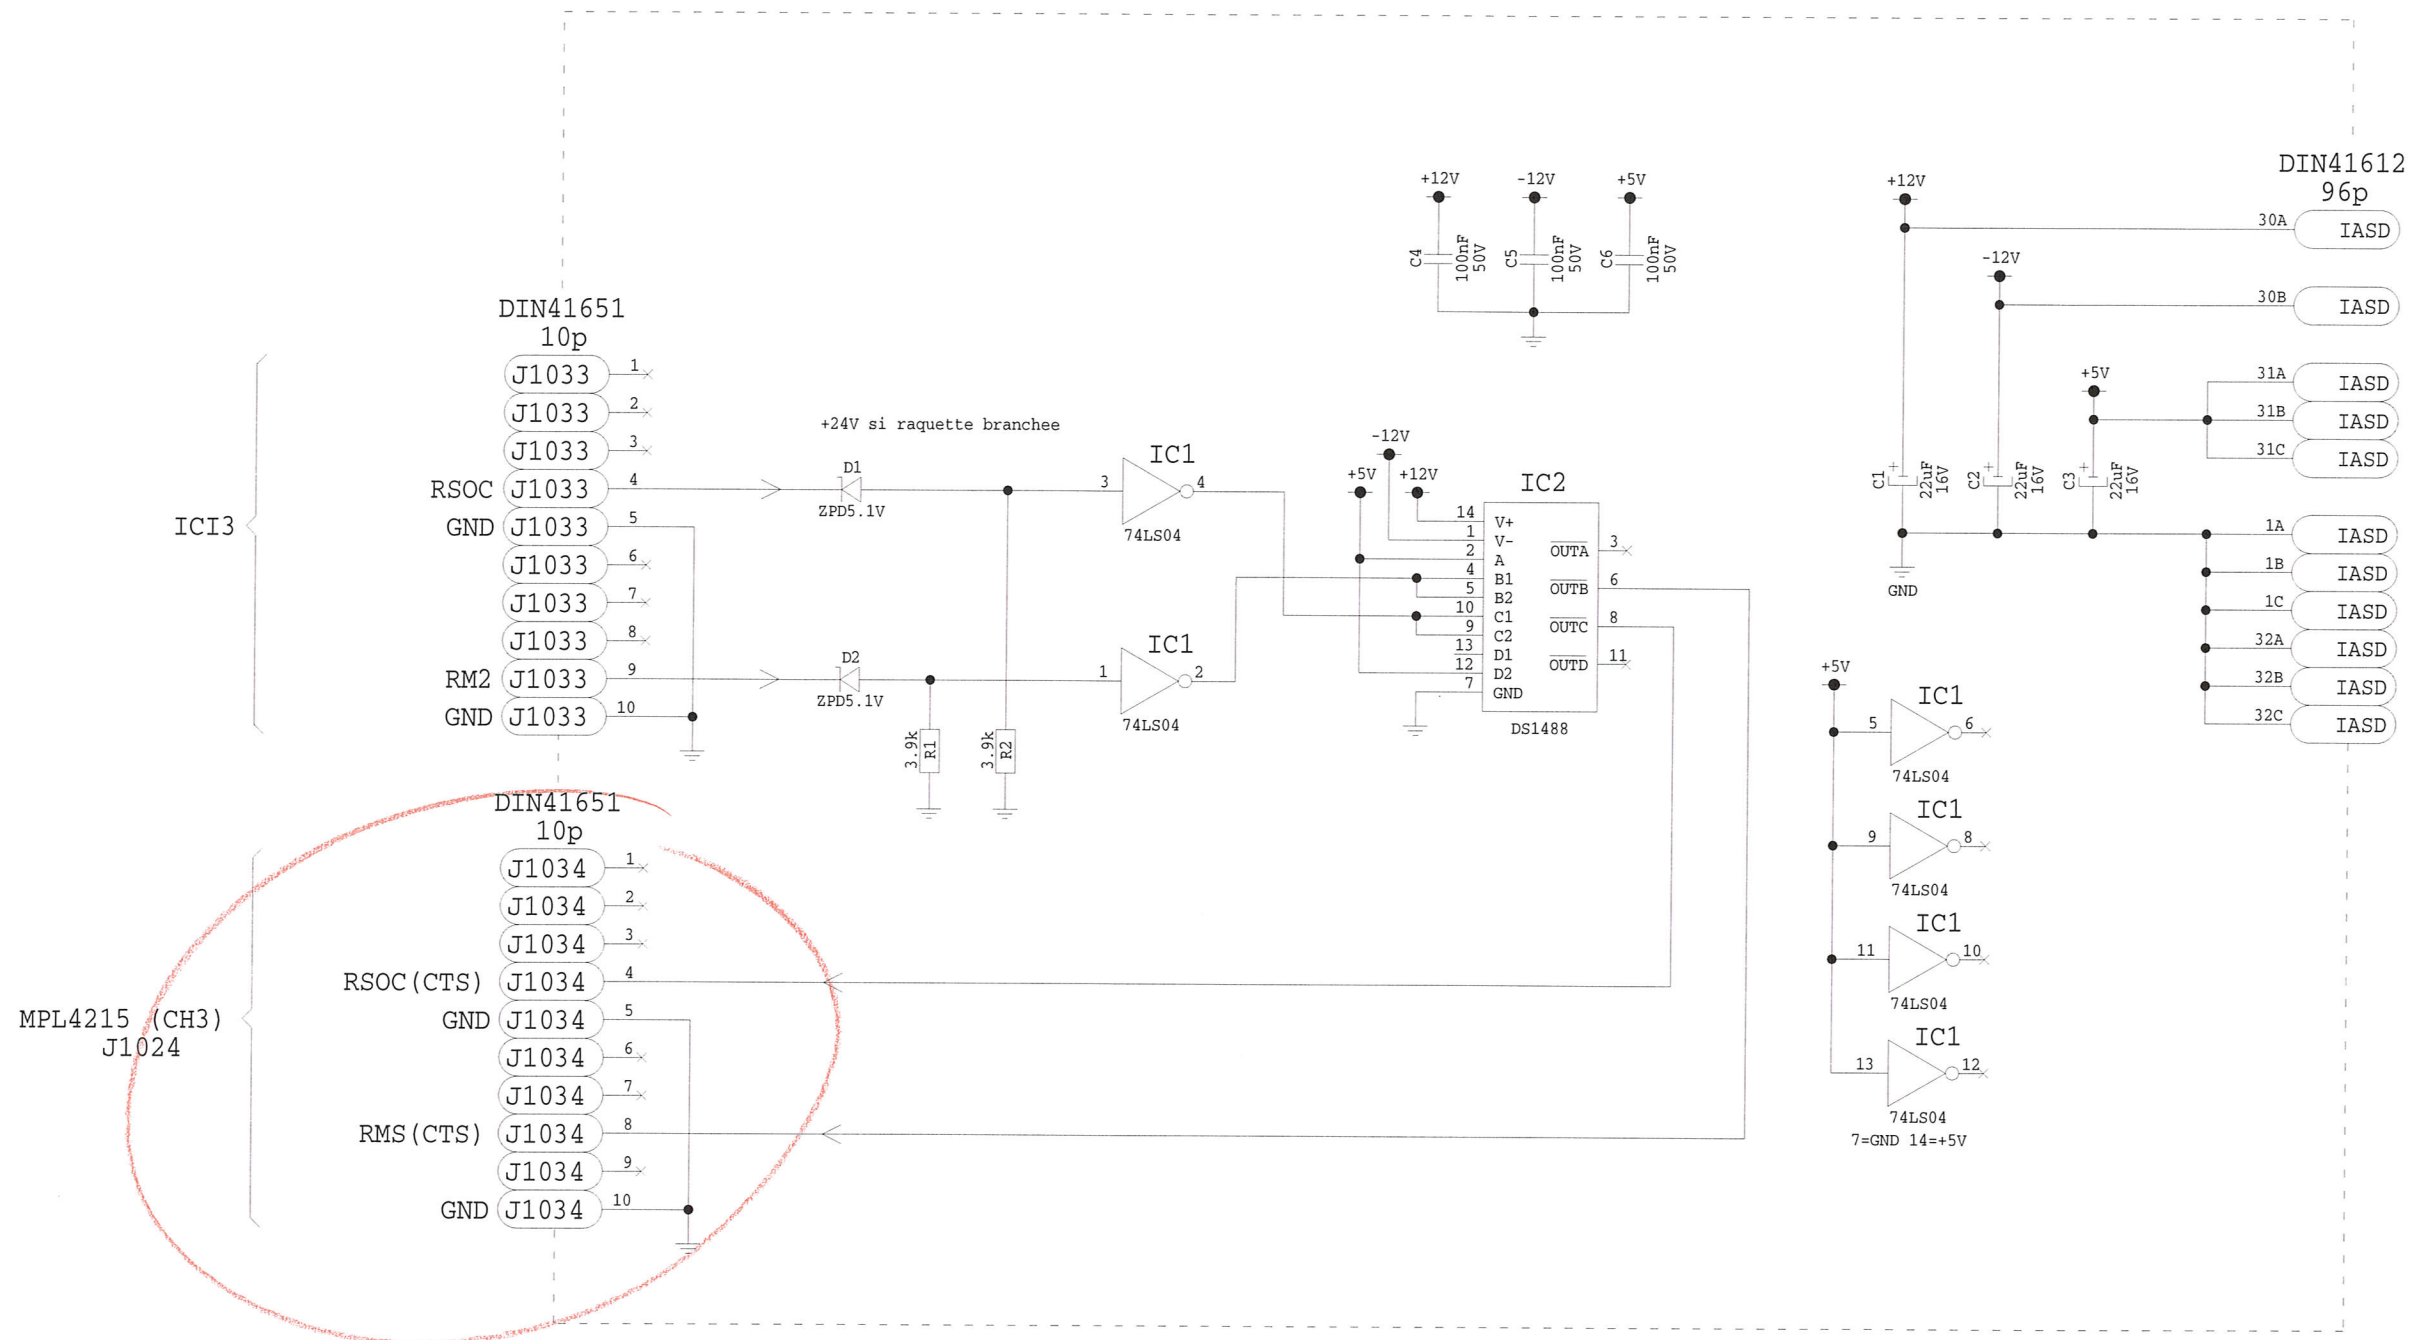 DIN41612
96p
+12V
-12V
+5V
+12V
30A IASD
-12V
30B IASD
C4 100nF 50V
C5 100nF 50V
C6 100nF 50V
+5V
31A IASD
31B IASD
31C IASD
C1 + 22uF 16V
C2 + 22uF 16V
C3 + 22uF 16V
GND
1A IASD
1B IASD
1C IASD
32A IASD
32B IASD
32C IASD
DIN41651
10p
ICI3
J1033 1
J1033 2
J1033 3
RSOC J1033 4
GND J1033 5
J1033 6
J1033 7
J1033 8
RM2 J1033 9
GND J1033 10
+24V si raquette branchee
D1
ZPD5.1V
3 IC1 4
74LS04
D2
ZPD5.1V
1 IC1 2
74LS04
3.9k R1
3.9k R2
-12V
+5V
+12V
IC2
14 V+
1 V-
2 A
4 B1
5 B2
10 C1
9 C2
13 D1
12 D2
7 GND
OUTA 3
OUTB 6
OUTC 8
OUTD 11
DS1488
+5V
IC1
5 6
74LS04
IC1
9 8
74LS04
IC1
11 10
74LS04
IC1
13 12
74LS04
7=GND 14=+5V
DIN41651
10p
MPL4215 (CH3)
J1024
J1034 1
J1034 2
J1034 3
RSOC(CTS) J1034 4
GND J1034 5
J1034 6
J1034 7
RMS(CTS) J1034 8
J1034 9
GND J1034 10